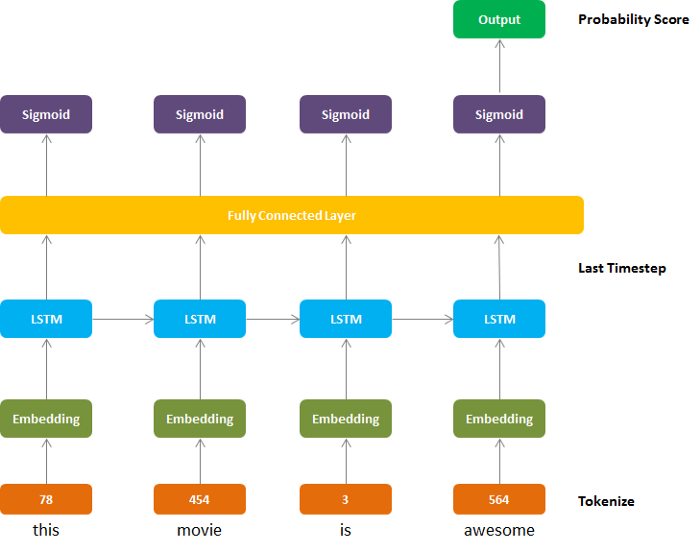 Output Probability Score
Sigmoid Sigmoid Sigmoid Sigmoid
Fully Connected Layer
Last Timestep
LSTM LSTM LSTM LSTM
Embedding Embedding Embedding Embedding
78 454 3 564 Tokenize
this movie is awesome